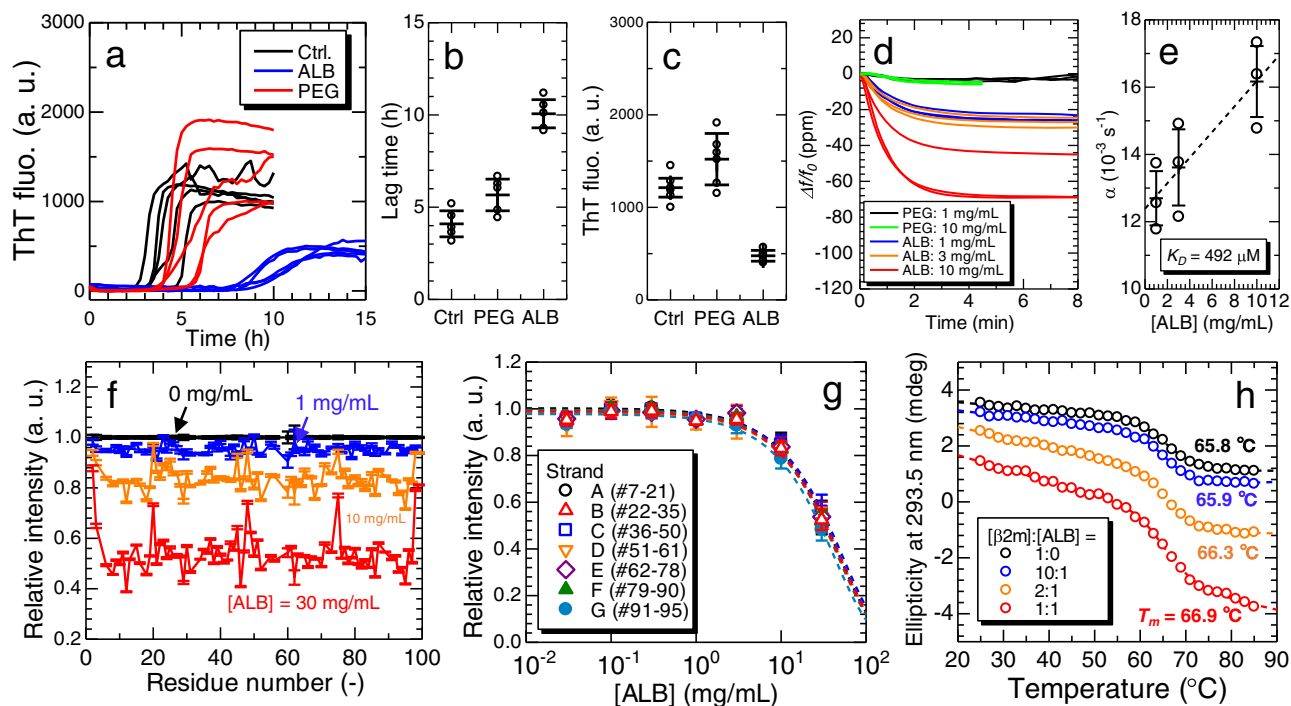 a
ThT fluo. (a. u.)
3000
2000
1000
0
Ctrl.
ALB
PEG
0 5 10 15
Time (h)
b
Lag time (h)
15
10
5
0
Ctrl PEG ALB
c
ThT fluo. (a. u.)
3000
2000
1000
0
Ctrl PEG ALB
d
Δf/f0 (ppm)
20
0
-20
-40
-60
-80
-100
-120
PEG: 1 mg/mL
PEG: 10 mg/mL
ALB: 1 mg/mL
ALB: 3 mg/mL
ALB: 10 mg/mL
0 2 4 6 8
Time (min)
e
α (10-3 s-1)
18
16
14
12
10
KD = 492 μM
0 2 4 6 8 10 12
[ALB] (mg/mL)
f
Relative intensity (a. u.)
1.2
1.0
0.8
0.6
0.4
0.2
0 mg/mL
1 mg/mL
10 mg/mL
[ALB] = 30 mg/mL
0 20 40 60 80 100
Residue number (-)
g
Relative intensity (a. u.)
1.2
1.0
0.8
0.6
0.4
0.2
0.0
Strand
A (#7-21)
B (#22-35)
C (#36-50)
D (#51-61)
E (#62-78)
F (#79-90)
G (#91-95)
10-2 10-1 100 101 102
[ALB] (mg/mL)
h
Ellipticity at 293.5 nm (mdeg)
4
2
0
-2
-4
65.8 °C
65.9 °C
66.3 °C
Tm = 66.9 °C
[β2m]:[ALB] =
1:0
10:1
2:1
1:1
20 30 40 50 60 70 80 90
Temperature (°C)